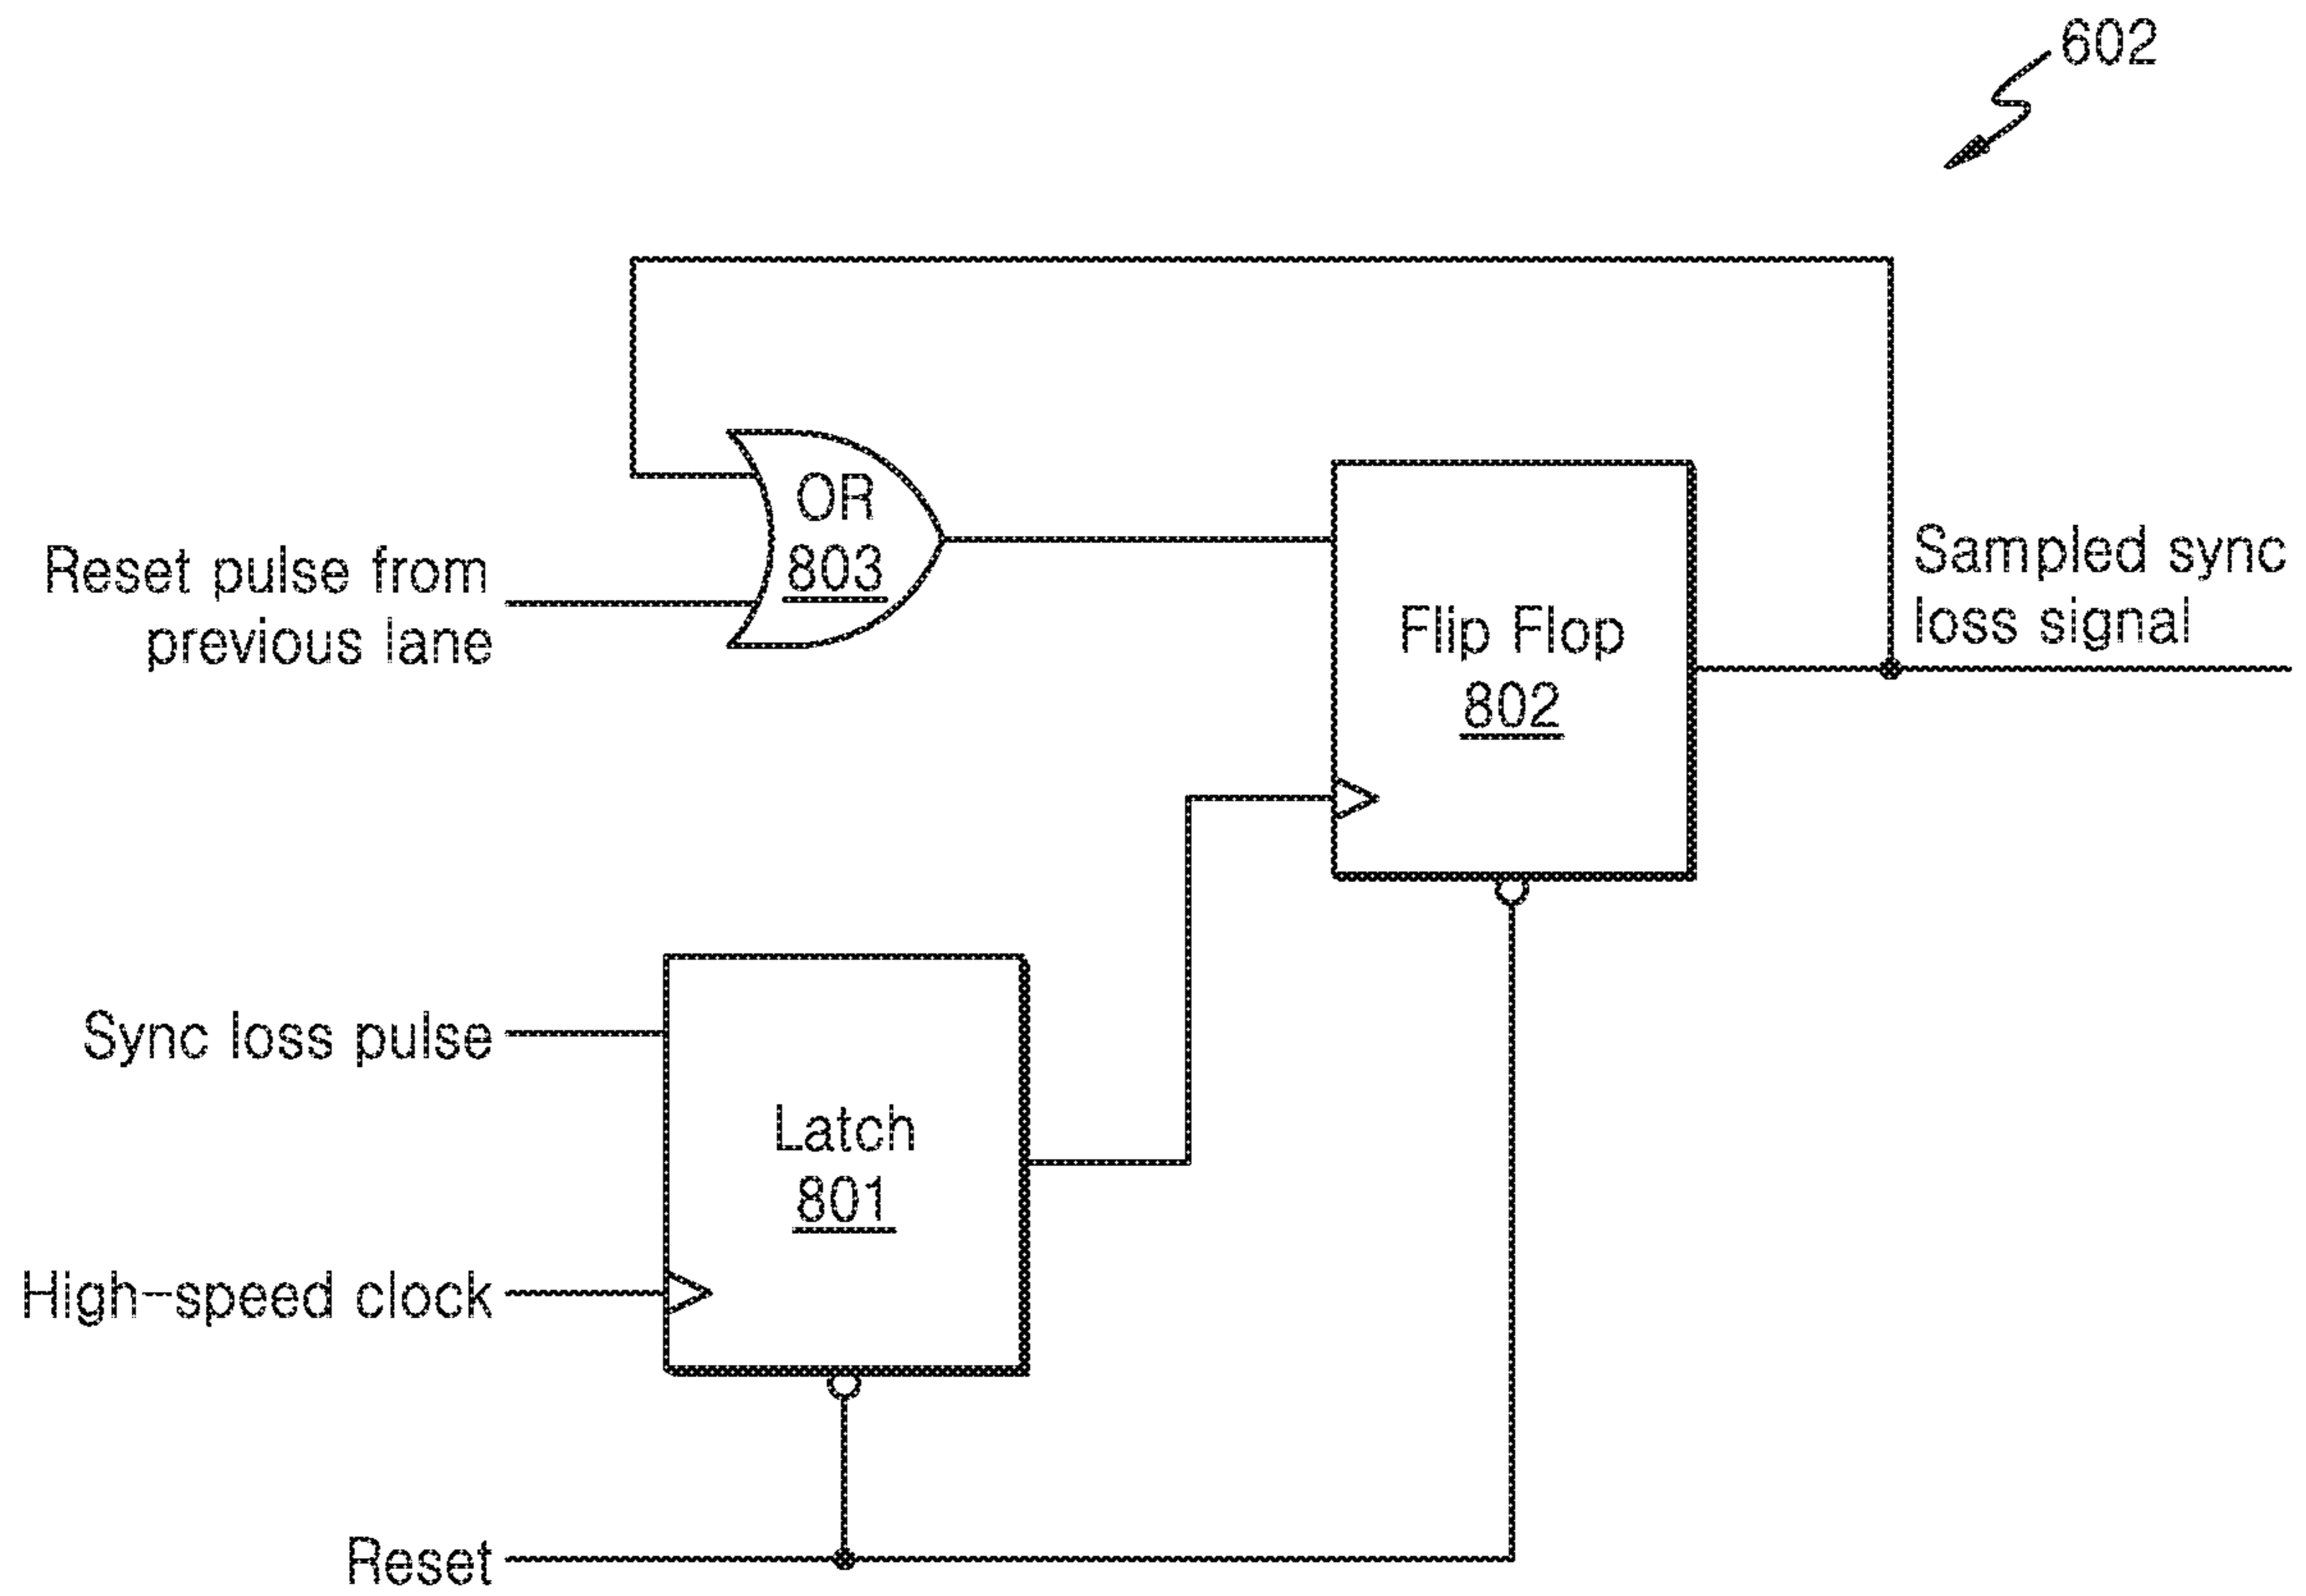 602
OR
803
Reset pulse from
previous lane
Sampled sync
loss signal
Flip Flop
802
Sync loss pulse
Latch
801
High-speed clock
Reset